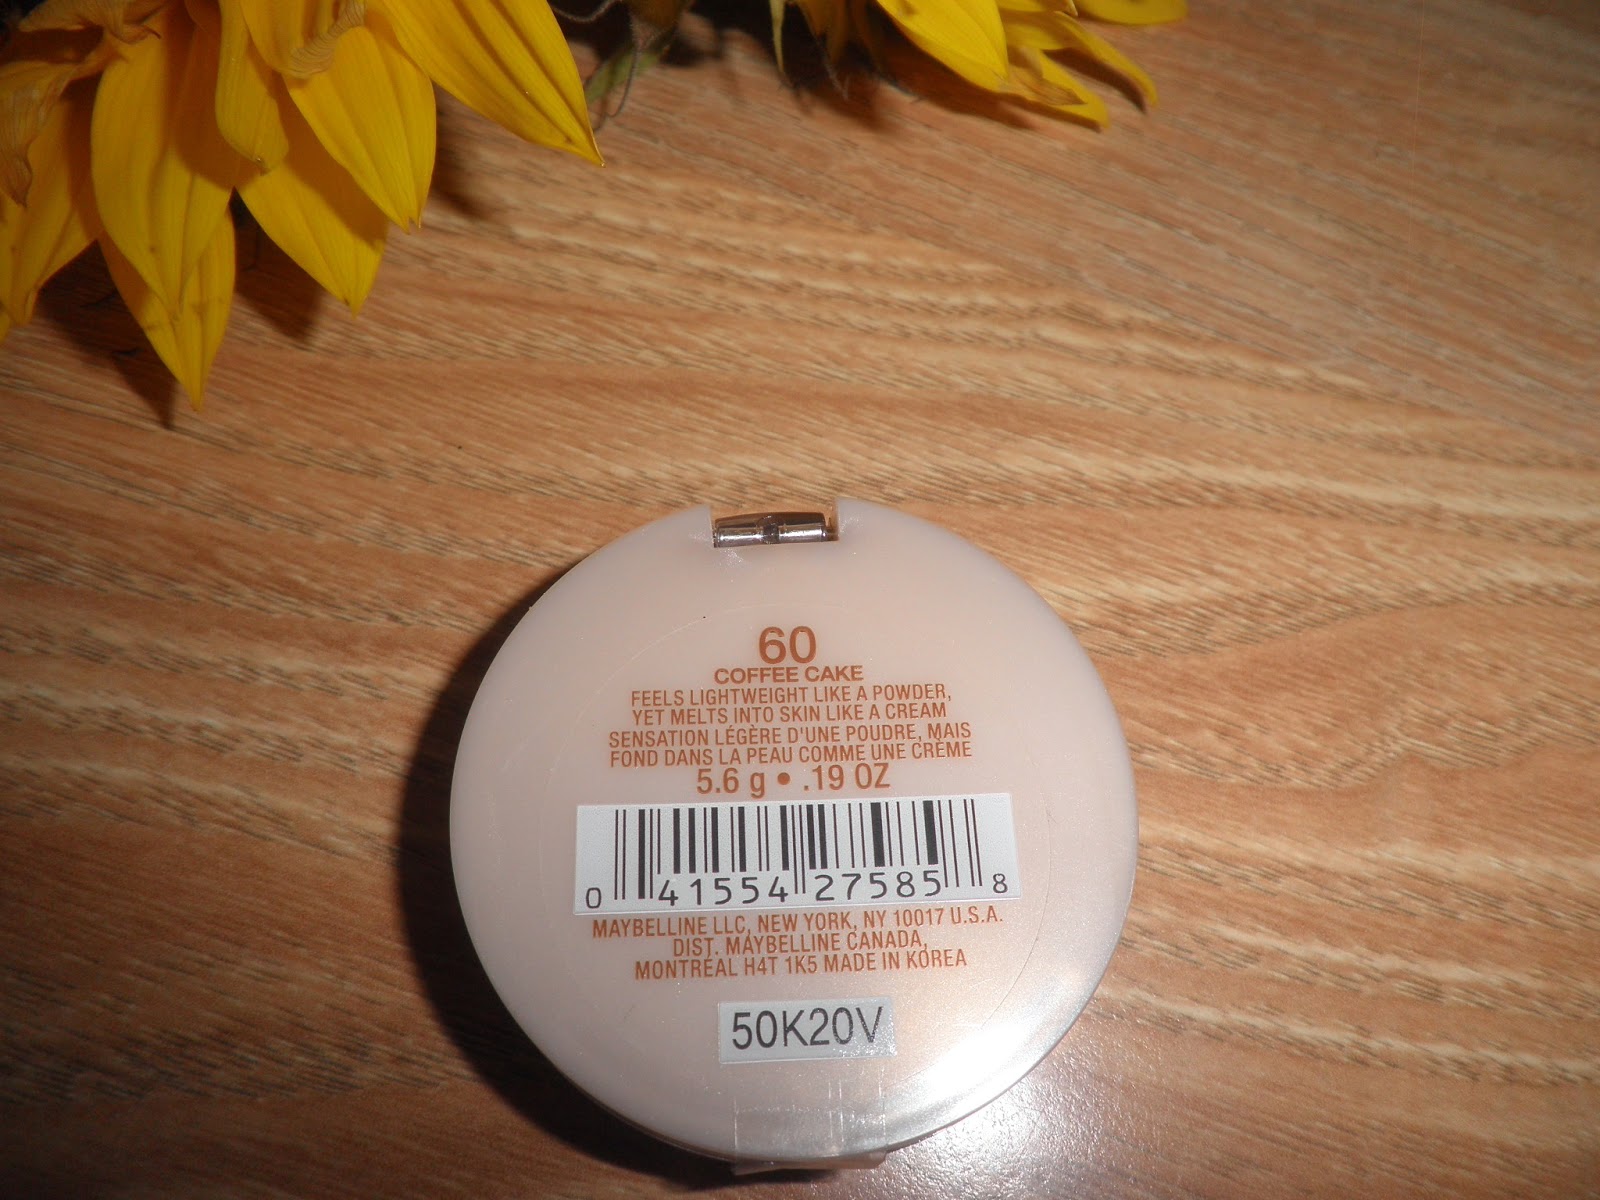 60
COFFEE CAKE
FEELS LIGHTWEIGHT LIKE A POWDER,
YET MELTS INTO SKIN LIKE A CREAM
SENSATION LÉGÈRE D'UNE POUDRE, MAIS
FOND DANS LA PEAU COMME UNE CRÈME
5.6 g • .19 OZ
0 41554 27585 8
MAYBELLINE LLC, NEW YORK, NY 10017 U.S.A.
DIST. MAYBELLINE CANADA,
MONTRÉAL H4T 1K5 MADE IN KOREA
50K20V